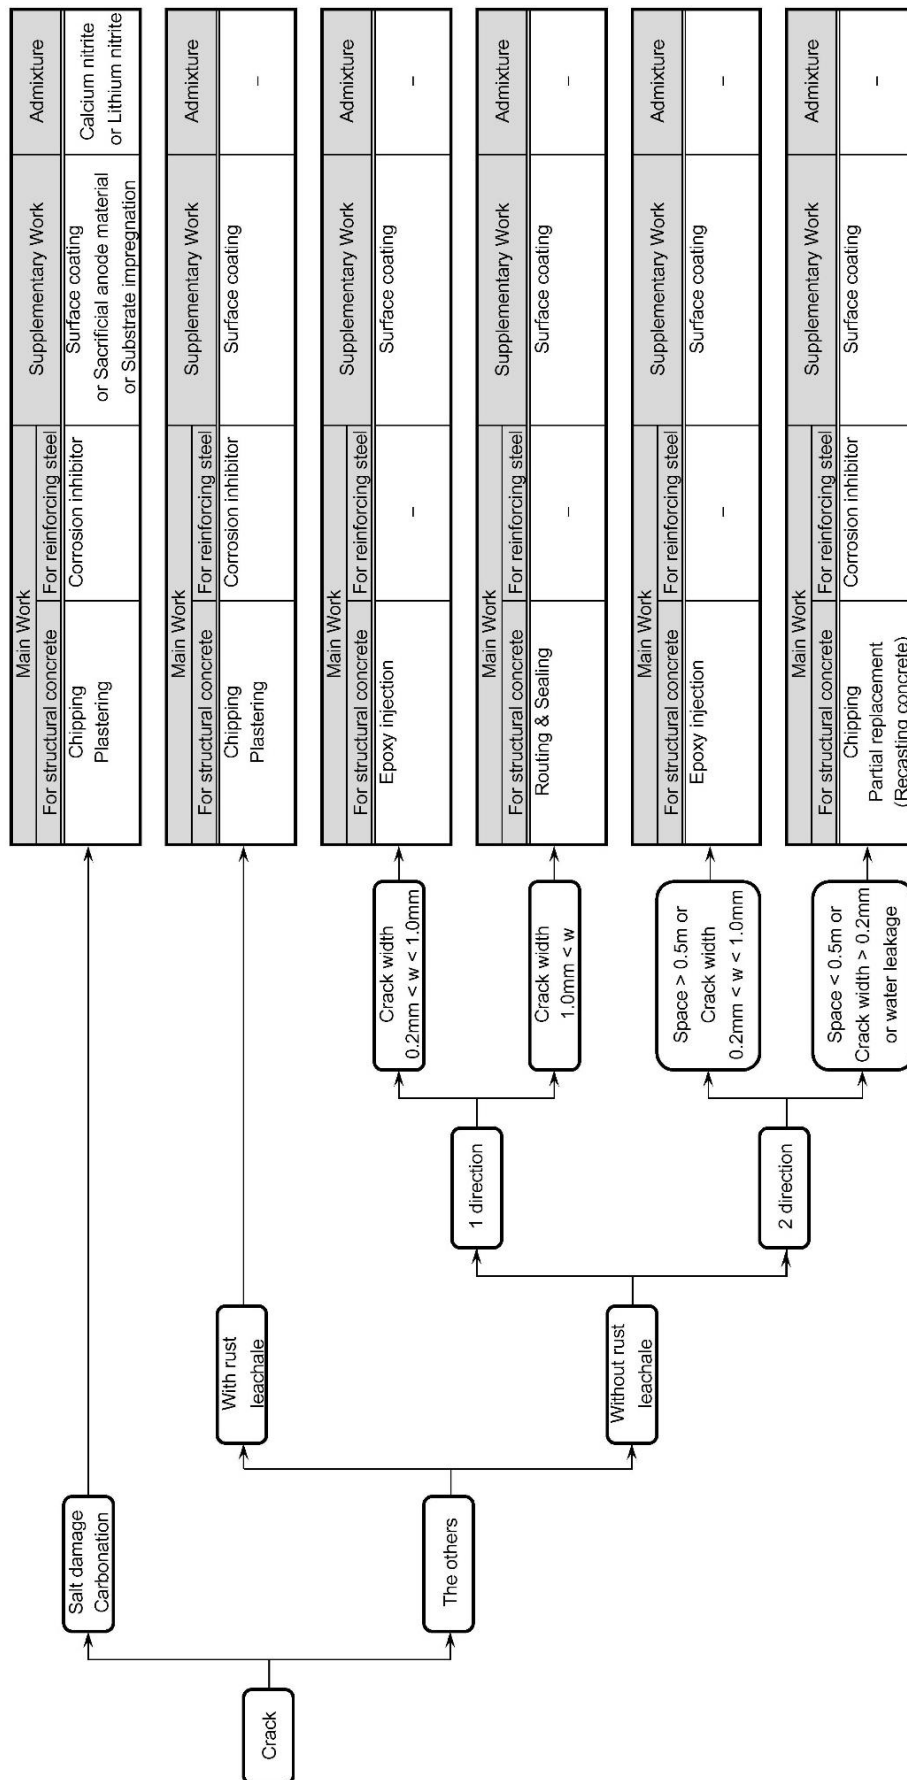 Crack
Salt damage
Carbonation
The others
With rust
leachale
Without rust
leachale
1 direction
2 direction
Crack width
0.2mm < w < 1.0mm
Crack width
1.0mm < w
Space > 0.5m or
Crack width
0.2mm < w < 1.0mm
Space < 0.5m or
Crack width > 0.2mm
or water leakage
Main Work
Supplementary Work
Admixture
For structural concrete
For reinforcing steel
Chipping
Plastering
Corrosion inhibitor
Surface coating
or Sacrificial anode material
or Substrate impregnation
Calcium nitrite
or Lithium nitrite
Main Work
Supplementary Work
Admixture
For structural concrete
For reinforcing steel
Chipping
Plastering
Corrosion inhibitor
Surface coating
–
Main Work
Supplementary Work
Admixture
For structural concrete
For reinforcing steel
Epoxy injection
–
Surface coating
–
Main Work
Supplementary Work
Admixture
For structural concrete
For reinforcing steel
Routing & Sealing
–
Surface coating
–
Main Work
Supplementary Work
Admixture
For structural concrete
For reinforcing steel
Epoxy injection
–
Surface coating
–
Main Work
Supplementary Work
Admixture
For structural concrete
For reinforcing steel
Chipping
Partial replacement
(Recasting concrete)
Corrosion inhibitor
Surface coating
–